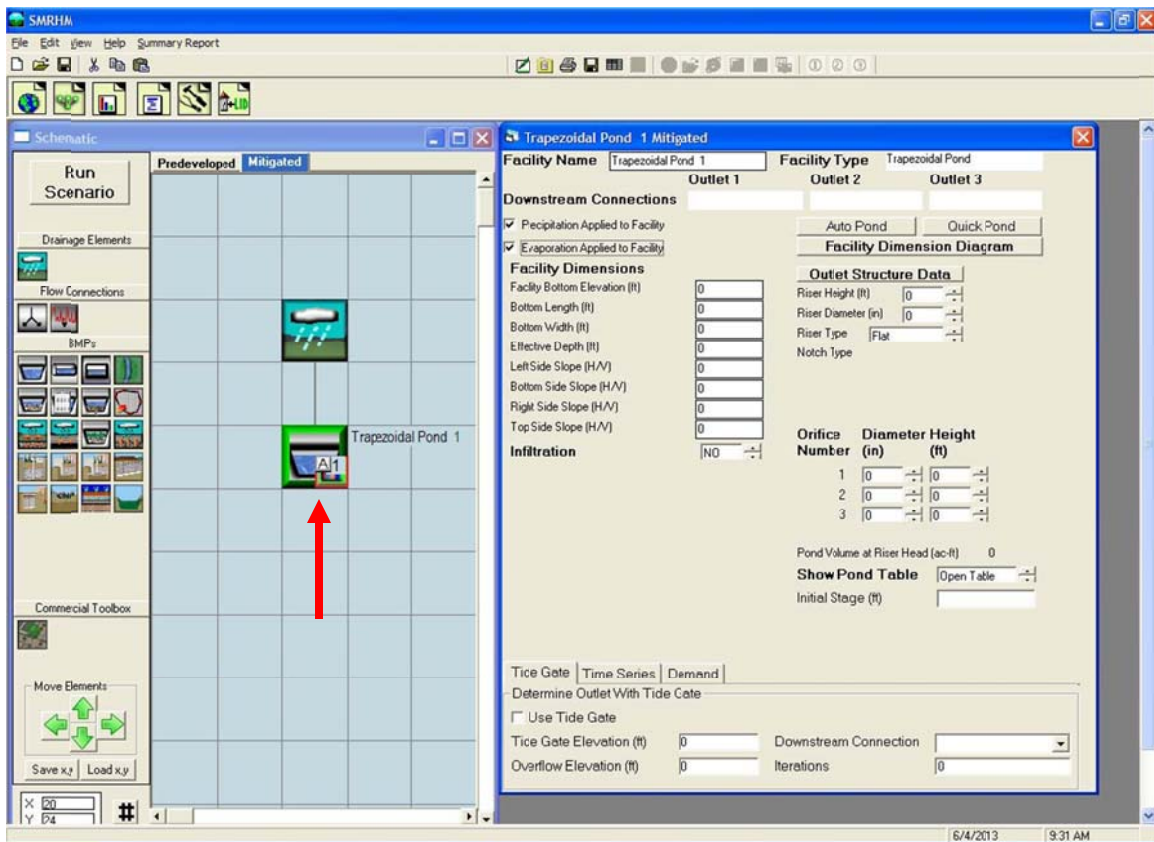 SMRHM
File Edit View Help Summary Report
Schematic
Run Scenario
Predeveloped Mitigated
Drainage Elements
Flow Connections
BMPs
Commercial Toolbox
Move Elements
Save x,y Load x,y
X 20
Y 24
#
Trapezoidal Pond 1
A 1
Trapezoidal Pond 1 Mitigated
Facility Name Trapezoidal Pond 1 Facility Type Trapezoidal Pond
Outlet 1 Outlet 2 Outlet 3
Downstream Connections
Precipitation Applied to Facility
Auto Pond Quick Pond
Evaporation Applied to Facility
Facility Dimension Diagram
Facility Dimensions
Facility Bottom Elevation (ft) 0
Bottom Length (ft) 0
Bottom Width (ft) 0
Effective Depth (ft) 0
Left Side Slope (H/V) 0
Bottom Side Slope (H/V) 0
Right Side Slope (H/V) 0
Top Side Slope (H/V) 0
Infiltration NO
Outlet Structure Data
Riser Height (ft) 0
Riser Diameter (in) 0
Riser Type Flat
Notch Type
Orifice Diameter Height
Number (in) (ft)
1 0 0
2 0 0
3 0 0
Pond Volume at Riser Head (ac-ft) 0
Show Pond Table Open Table
Initial Stage (ft)
Tice Gate Time Series Demand
Determine Outlet With Tide Gate
Use Tide Gate
Tice Gate Elevation (ft) 0 Downstream Connection
Overflow Elevation (ft) 0 Iterations 0
6/4/2013 9:31 AM